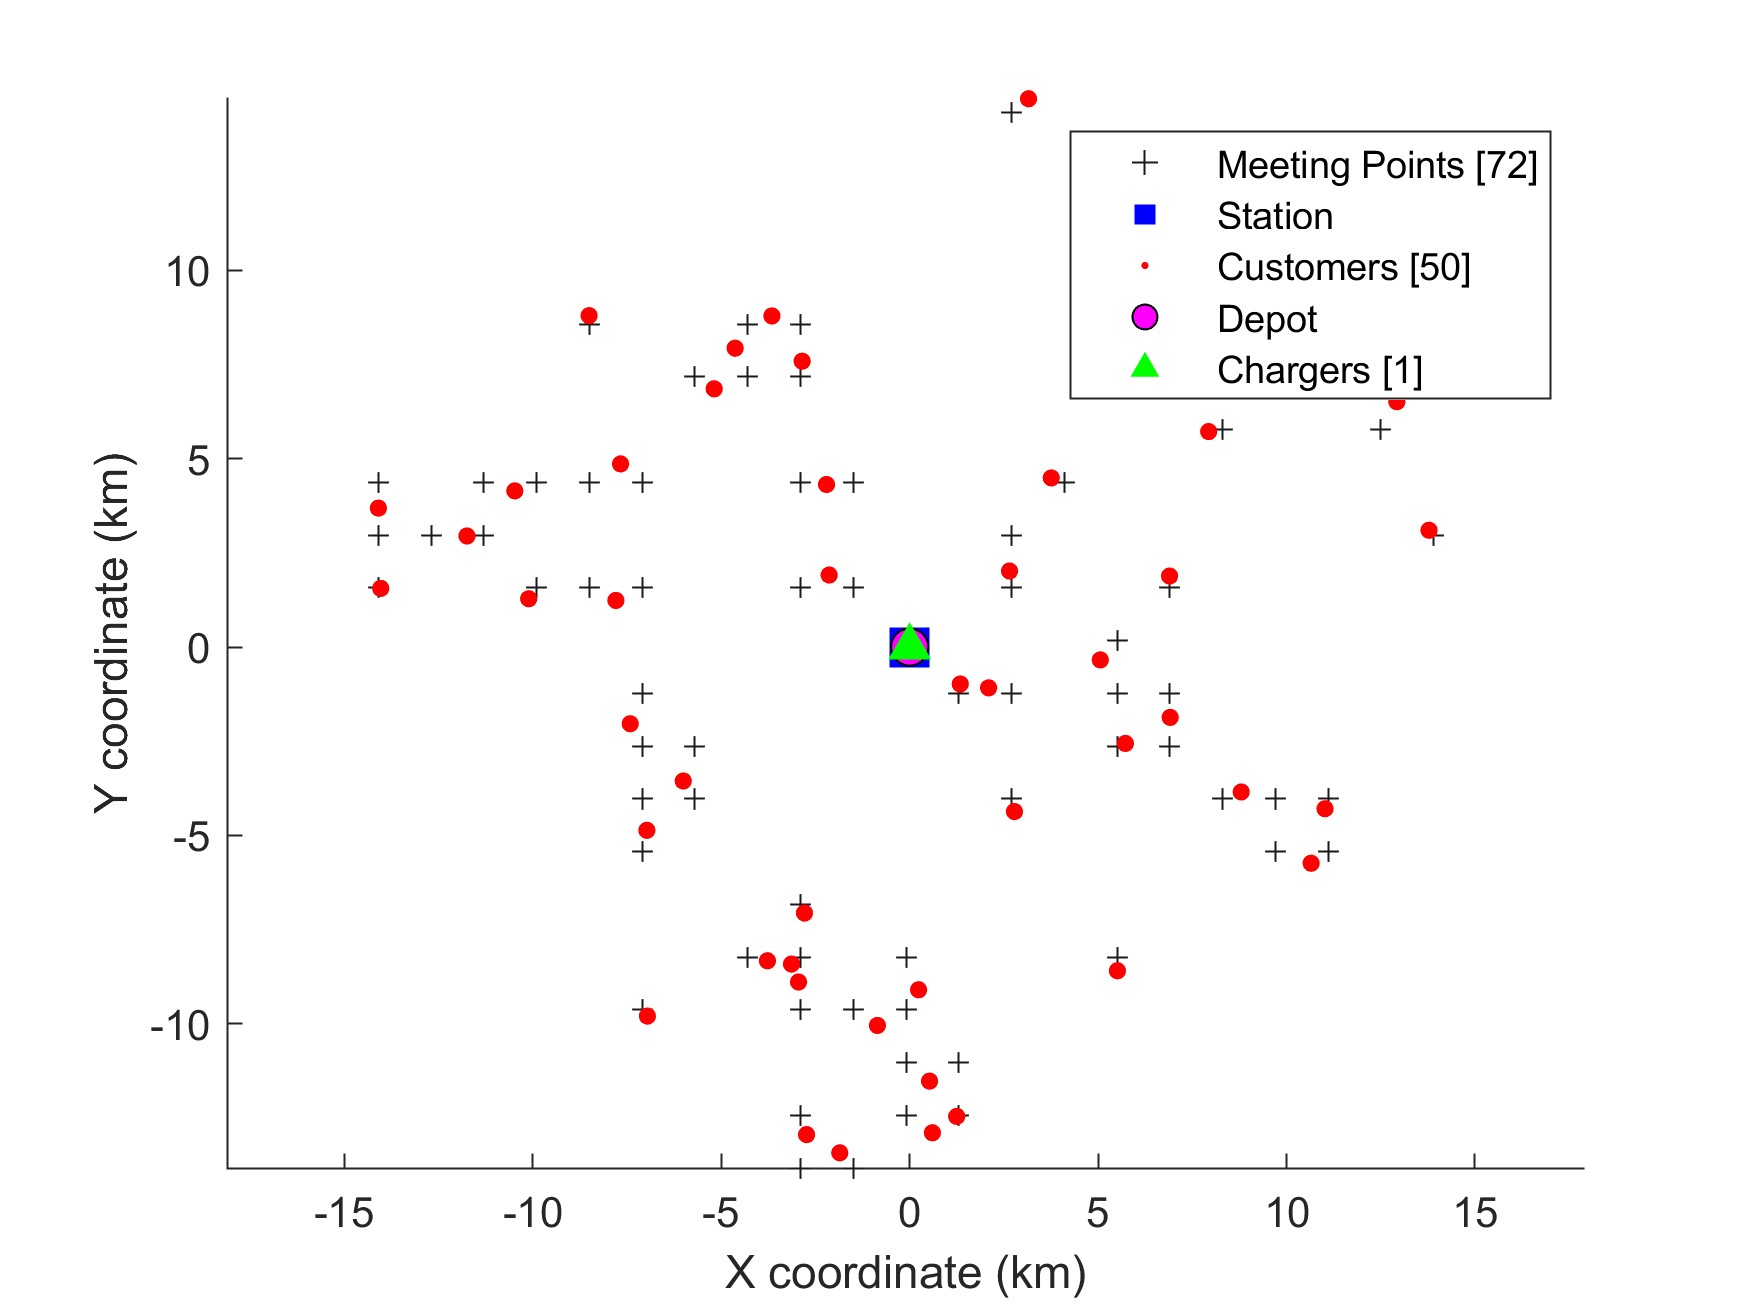 Meeting Points [72]
Station
Customers [50]
Depot
Chargers [1]
10
5
0
-5
-10
Y coordinate (km)
-15 -10 -5 0 5 10 15
X coordinate (km)